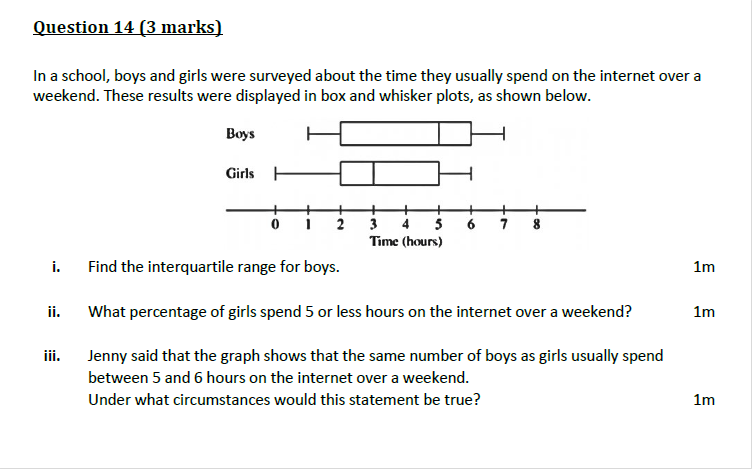 Question 14 (3 marks)
In a school, boys and girls were surveyed about the time they usually spend on the internet over a
weekend. These results were displayed in box and whisker plots, as shown below.
Boys
Girls
0 1 2 3 4 5 6 7 8
Time (hours)
i. Find the interquartile range for boys. 1m
ii. What percentage of girls spend 5 or less hours on the internet over a weekend? 1m
iii. Jenny said that the graph shows that the same number of boys as girls usually spend
between 5 and 6 hours on the internet over a weekend.
Under what circumstances would this statement be true? 1m